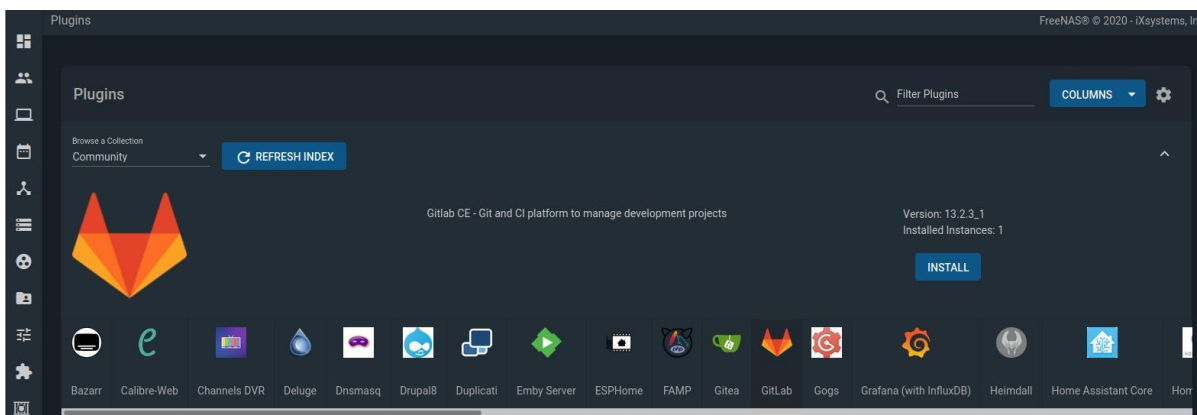 Plugins
FreeNAS® © 2020 - iXsystems, In
Plugins
Filter Plugins
COLUMNS
Browse a Collection
Community
REFRESH INDEX
Gitlab CE - Git and CI platform to manage development projects
Version: 13.2.3_1
Installed Instances: 1
INSTALL
Bazarr Calibre-Web Channels DVR Deluge Dnsmasq Drupal8 Duplicati Emby Server ESPHome FAMP Gitea GitLab Gogs Grafana (with InfluxDB) Heimdall Home Assistant Core Hom